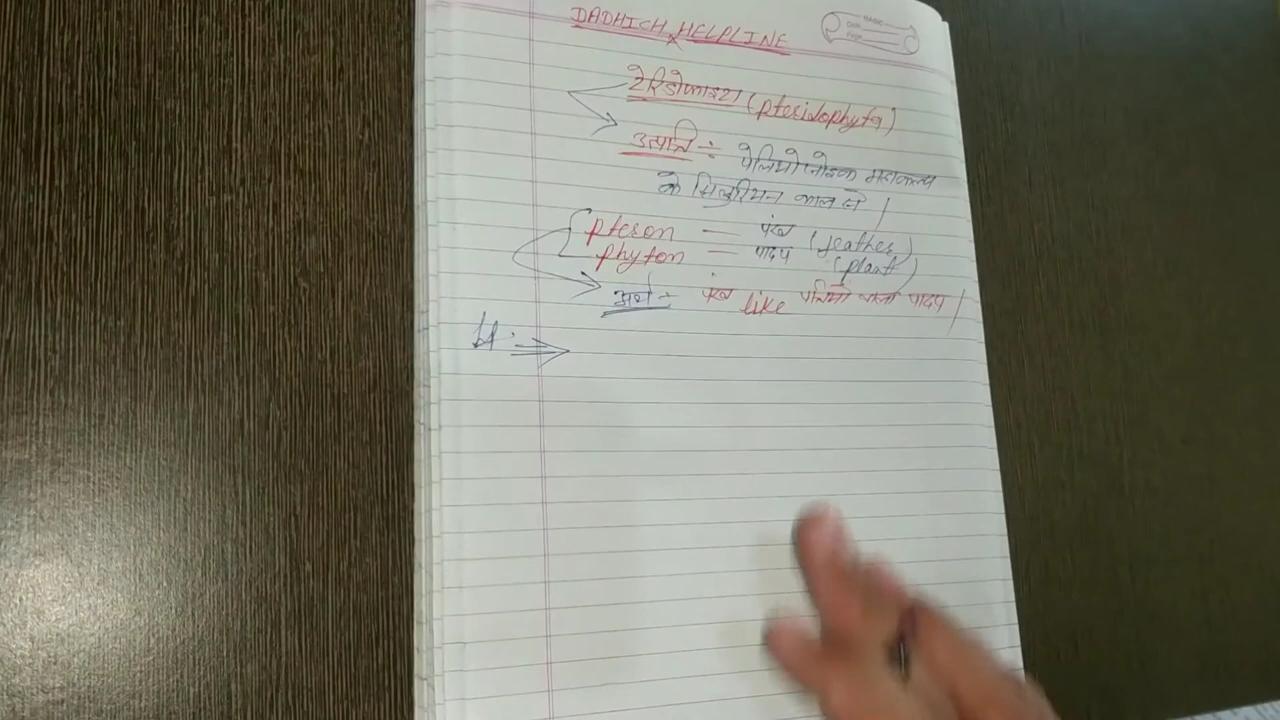 DADHICH HELPLINE
टेरिडोफाइटा (pteridophyta)
उत्पत्ति ÷ पेलियोजोइक महाकल्प
के सिलुरियन काल से |
pteron — पंख (feather)
phyton — पादप (plant)
अर्थ :- पंख like पत्तियो वाला पादप |